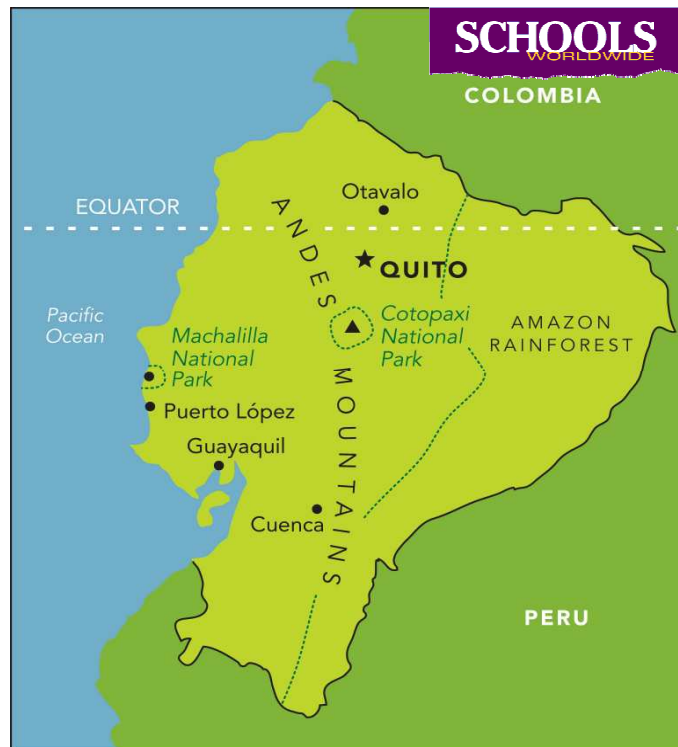 SCHOOLS
WORLDWIDE
COLOMBIA
Otavalo
EQUATOR
ANDES MOUNTAINS
QUITO
Pacific
Ocean
Cotopaxi
National
Park
AMAZON
RAINFOREST
Machalilla
National
Park
Puerto López
Guayaquil
Cuenca
PERU